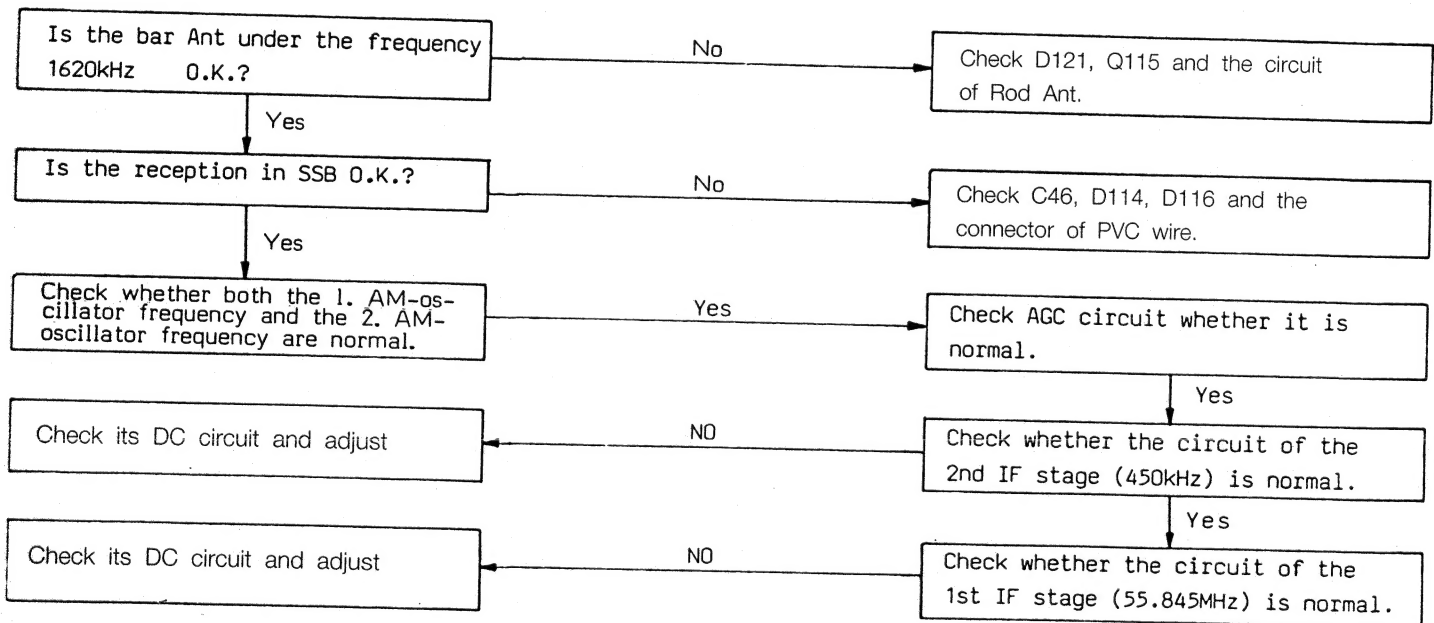 Is the bar Ant under the frequency
1620kHz O.K.?
No
Check D121, Q115 and the circuit
of Rod Ant.
Yes
Is the reception in SSB O.K.?
No
Check C46, D114, D116 and the
connector of PVC wire.
Yes
Check whether both the 1. AM-os-
cillator frequency and the 2. AM-
oscillator frequency are normal.
Yes
Check AGC circuit whether it is
normal.
Yes
Check its DC circuit and adjust
NO
Check whether the circuit of the
2nd IF stage (450kHz) is normal.
Yes
Check its DC circuit and adjust
NO
Check whether the circuit of the
1st IF stage (55.845MHz) is normal.